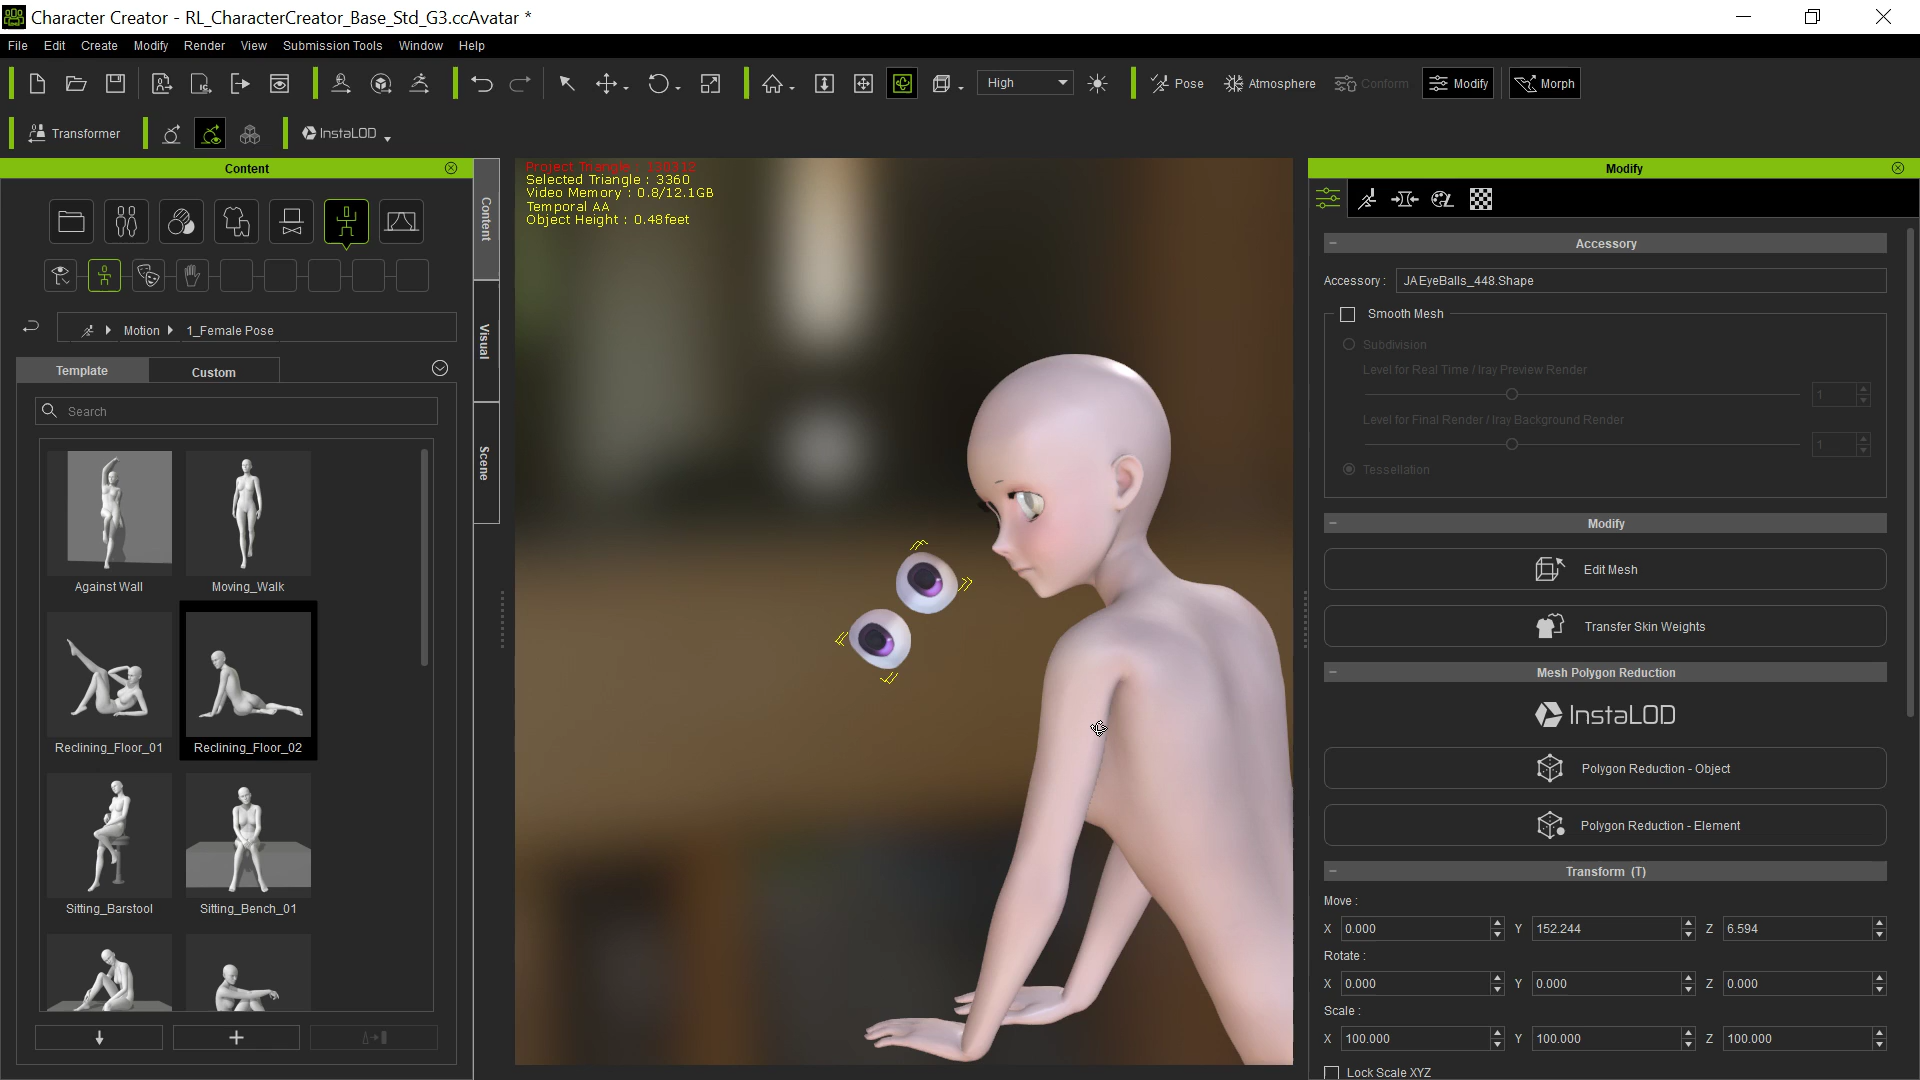 Character Creator - RL_CharacterCreator_Base_Std_G3.ccAvatar *
File Edit Create Modify Render View Submission Tools Window Help
High
Pose
Atmosphere
Conform
Modify
Morph
Transformer
InstaLOD
Content
Motion
1_Female Pose
Template
Custom
Search
Against Wall
Moving_Walk
Reclining_Floor_01
Reclining_Floor_02
Sitting_Barstool
Sitting_Bench_01
Content
Visual
Scene
Project Triangle : 130312
Selected Triangle : 3360
Video Memory : 0.8/12.1GB
Temporal AA
Object Height : 0.48feet
Modify
Accessory
Accessory : JAEyeBalls_448.Shape
Smooth Mesh
Subdivision
Level for Real Time / Iray Preview Render
1
Level for Final Render / Iray Background Render
1
Tessellation
Modify
Edit Mesh
Transfer Skin Weights
Mesh Polygon Reduction
InstaLOD
Polygon Reduction - Object
Polygon Reduction - Element
Transform (T)
Move :
X 0.000 Y 152.244 Z 6.594
Rotate :
X 0.000 Y 0.000 Z 0.000
Scale :
X 100.000 Y 100.000 Z 100.000
Lock Scale XYZ